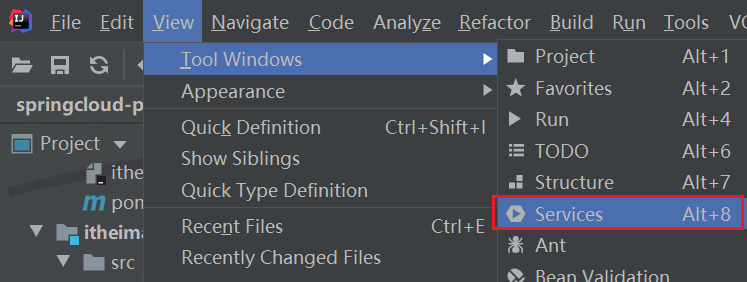 File Edit View Navigate Code Analyze Refactor Build Run Tools VC
Tool Windows
Project Alt+1
Appearance
Favorites Alt+2
springcloud-p
Run Alt+4
Quick Definition Ctrl+Shift+I
Project
TODO Alt+6
Show Siblings
ithe
Structure Alt+7
Quick Type Definition
pom
Services Alt+8
Recent Files Ctrl+E
itheima
Ant
Recently Changed Files
src
Bean Validation